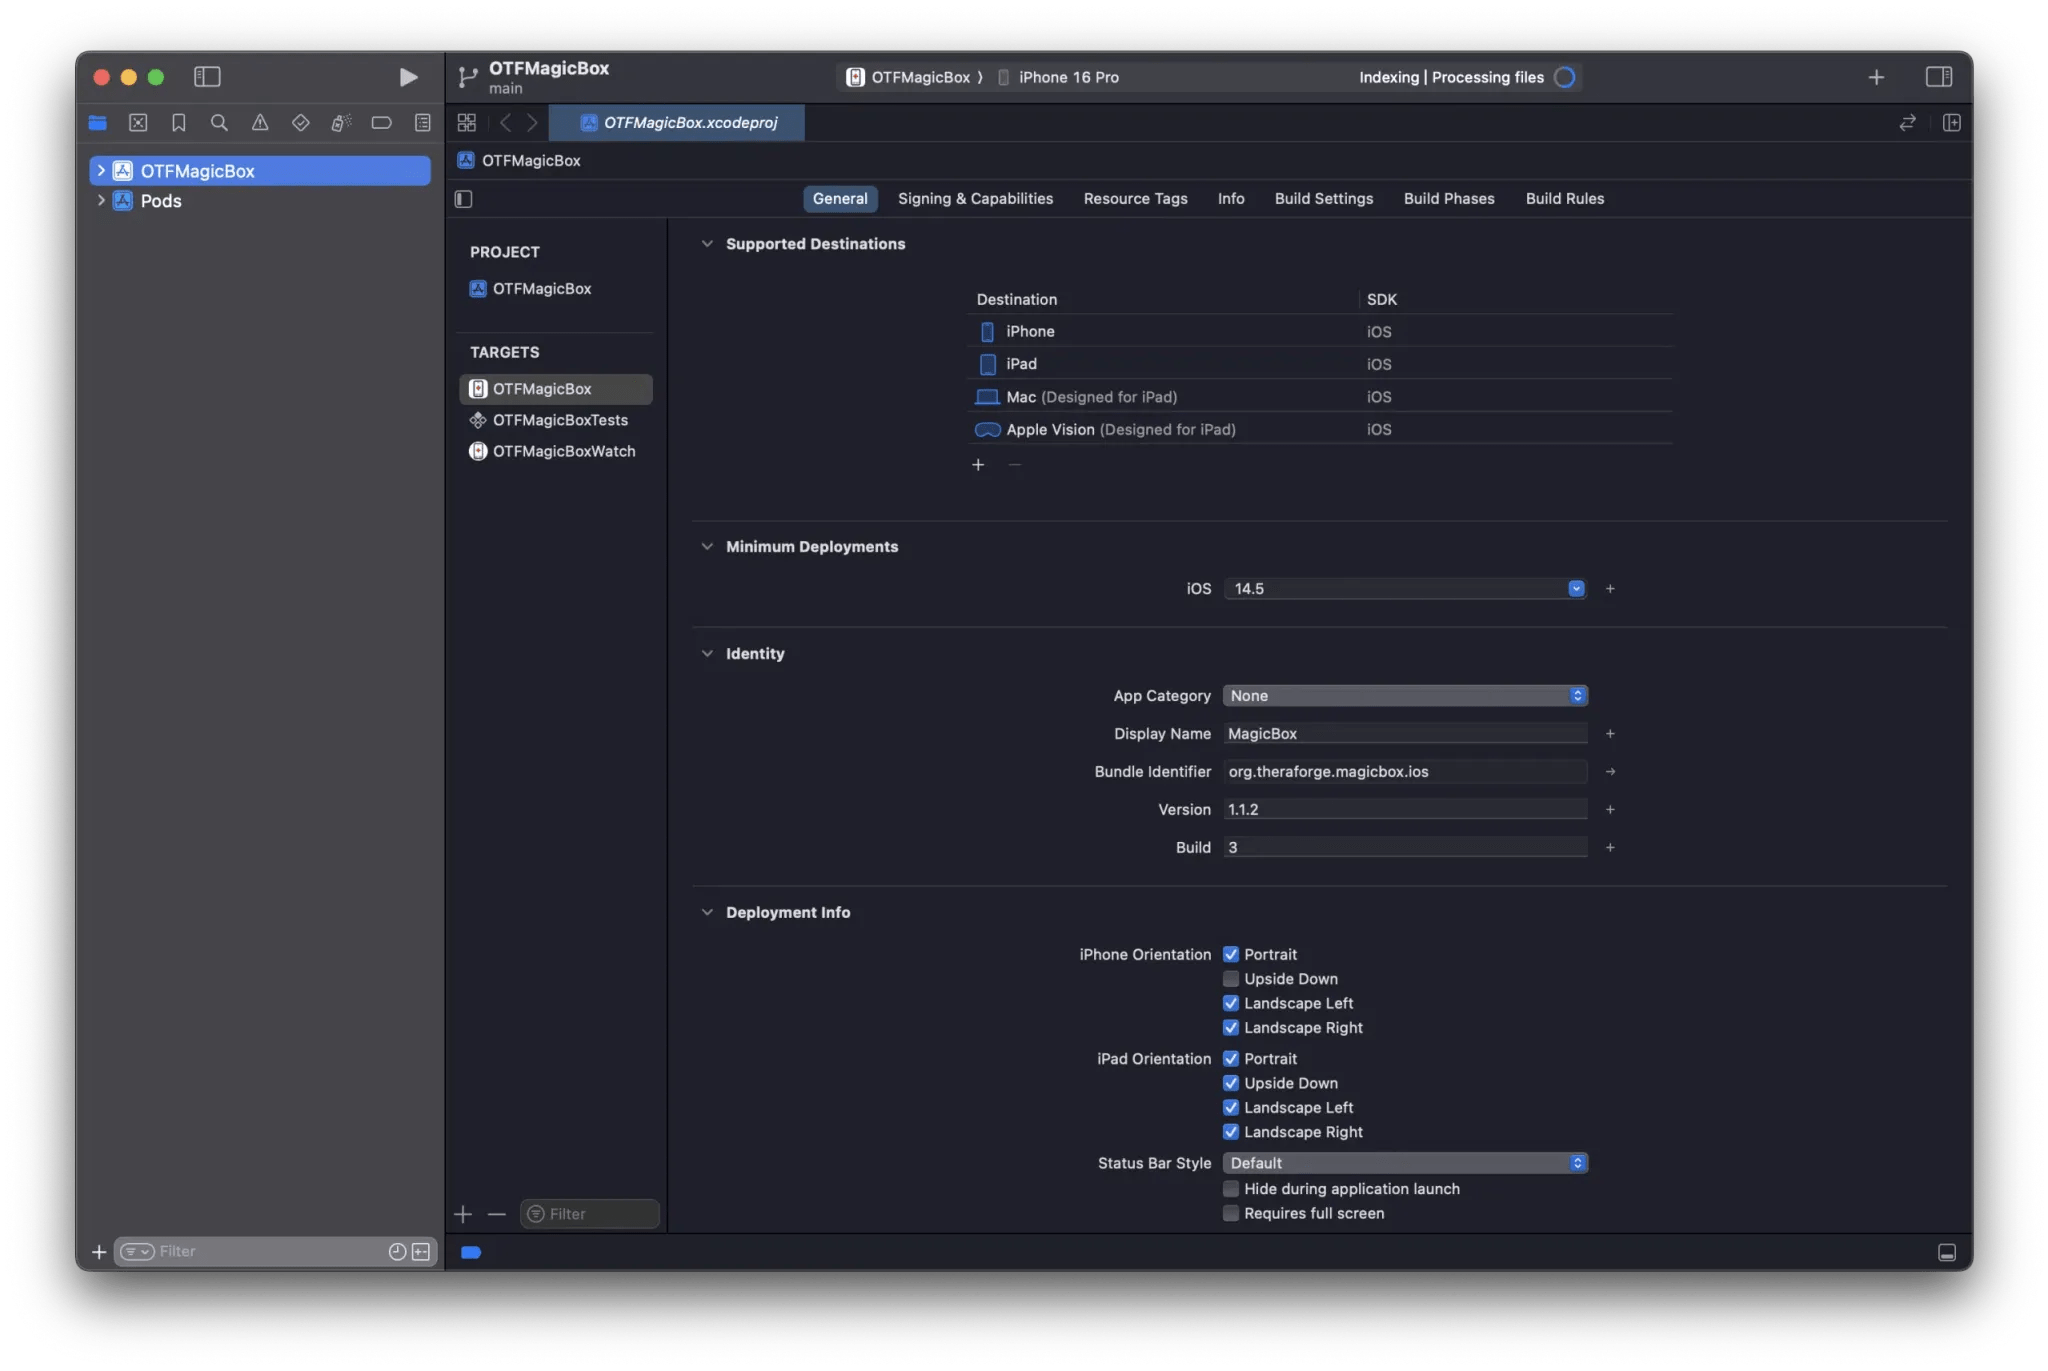 OTFMagicBox
main
OTFMagicBox ⟩ iPhone 16 Pro
Indexing | Processing files
OTFMagicBox.xcodeproj
OTFMagicBox
Pods
OTFMagicBox
General Signing & Capabilities Resource Tags Info Build Settings Build Phases Build Rules
PROJECT
OTFMagicBox
TARGETS
OTFMagicBox
OTFMagicBoxTests
OTFMagicBoxWatch
Supported Destinations
Destination SDK
iPhone iOS
iPad iOS
Mac (Designed for iPad) iOS
Apple Vision (Designed for iPad) iOS
Minimum Deployments
iOS 14.5
Identity
App Category None
Display Name MagicBox
Bundle Identifier org.theraforge.magicbox.ios
Version 1.1.2
Build 3
Deployment Info
iPhone Orientation Portrait
Upside Down
Landscape Left
Landscape Right
iPad Orientation Portrait
Upside Down
Landscape Left
Landscape Right
Status Bar Style Default
Hide during application launch
Requires full screen
Filter
Filter